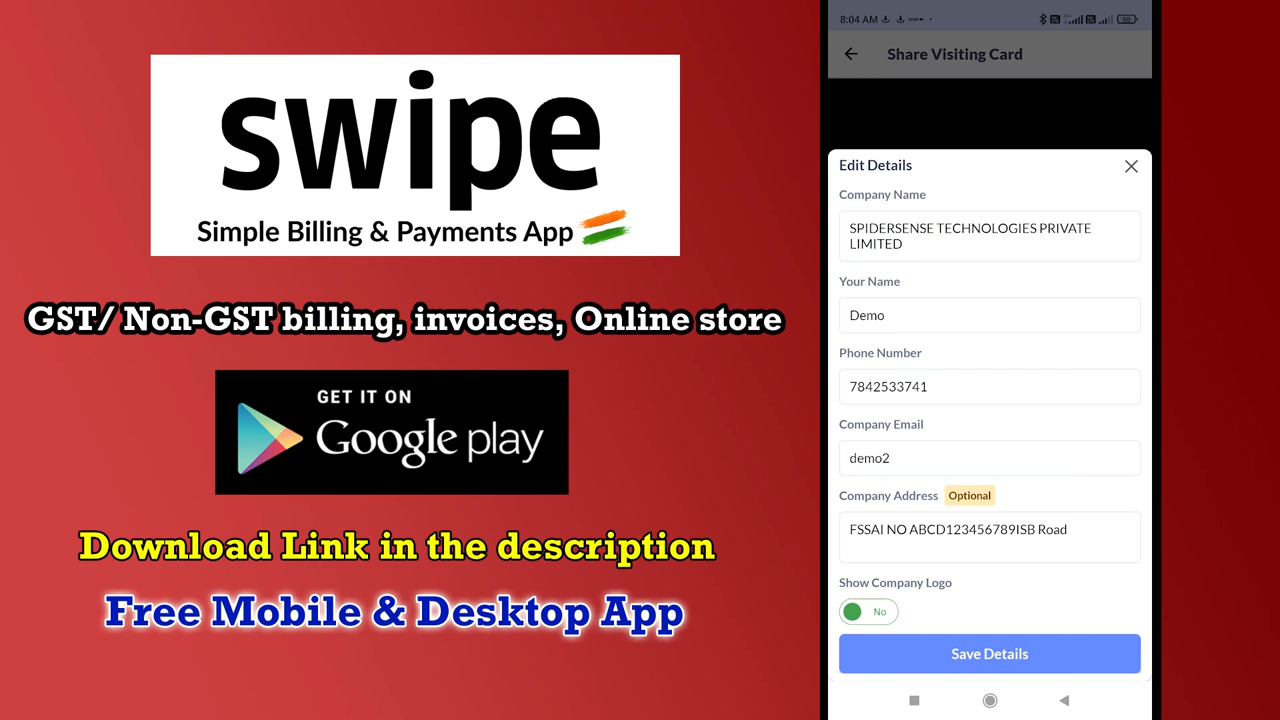 swipe
Simple Billing & Payments App
GST/ Non-GST billing, invoices, Online store
GET IT ON
Google play
Download Link in the description
Free Mobile & Desktop App
8:04 AM
Share Visiting Card
Edit Details
Company Name
SPIDERSENSE TECHNOLOGIES PRIVATE
LIMITED
Your Name
Demo
Phone Number
7842533741
Company Email
demo2
Company Address Optional
FSSAI NO ABCD123456789ISB Road
Show Company Logo
No
Save Details